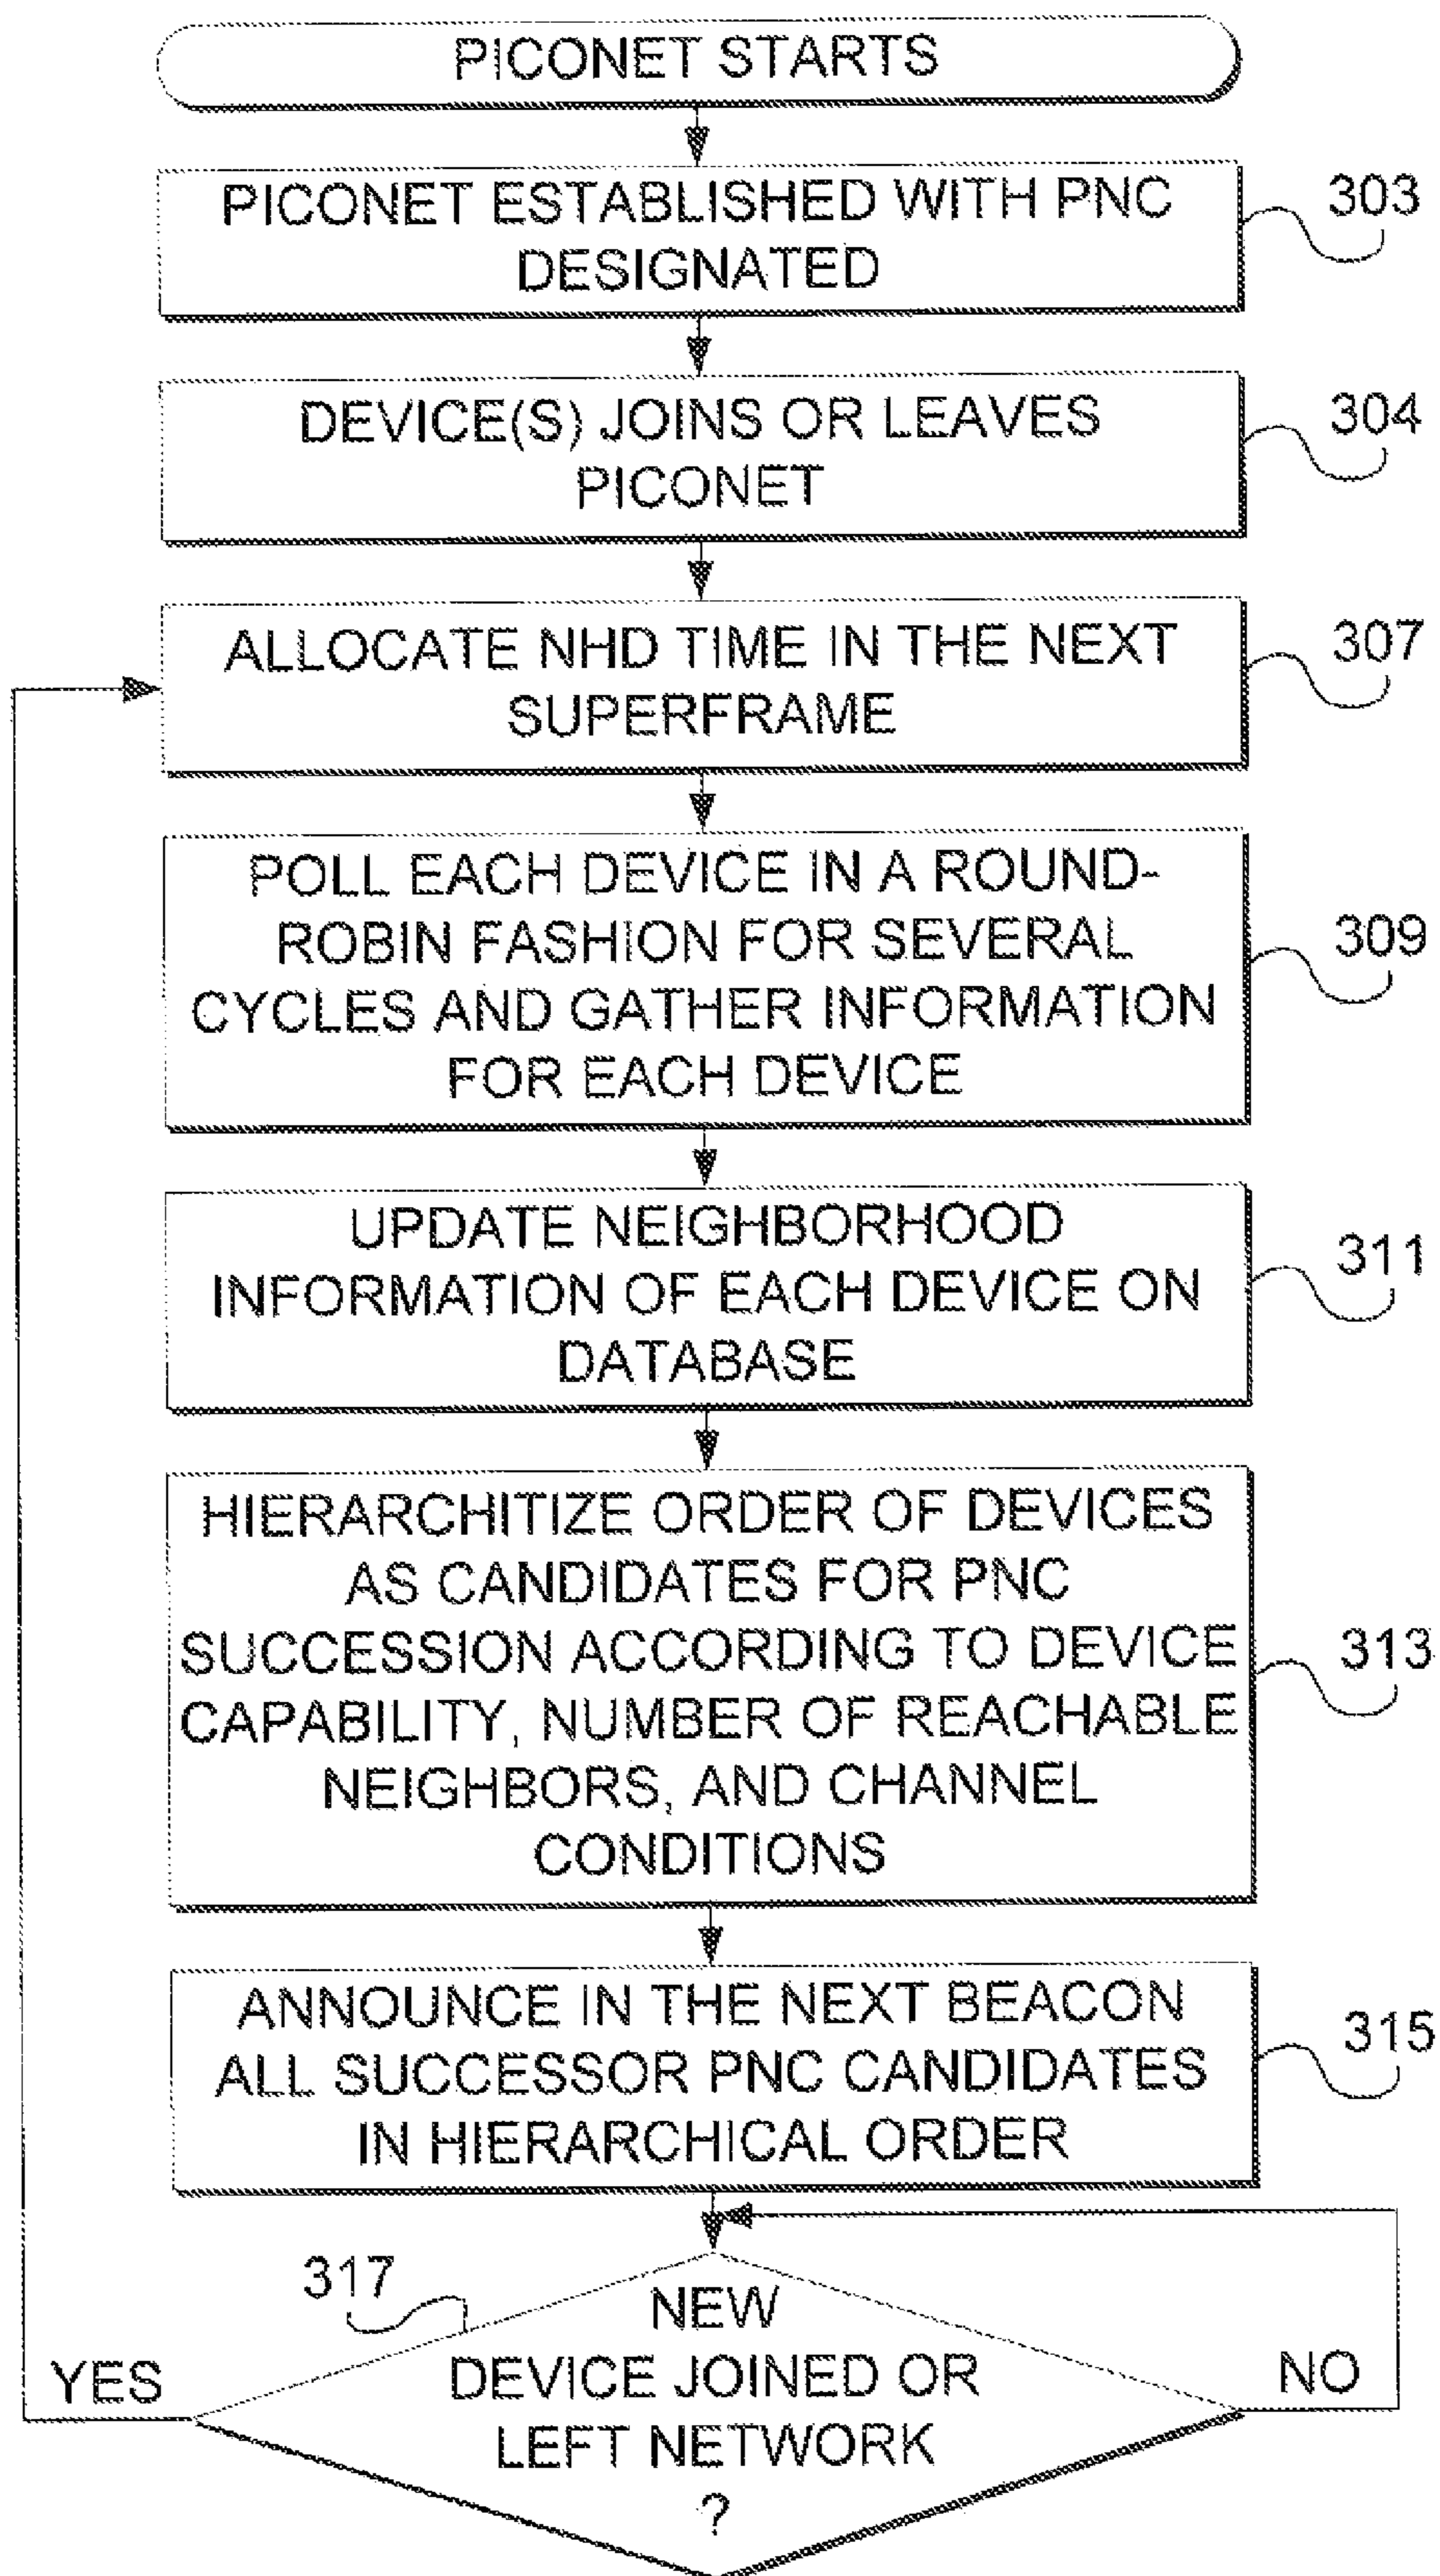 PICONET STARTS
PICONET ESTABLISHED WITH PNC
DESIGNATED
303
DEVICE(S) JOINS OR LEAVES
PICONET
304
ALLOCATE NHD TIME IN THE NEXT
SUPERFRAME
307
POLL EACH DEVICE IN A ROUND-
ROBIN FASHION FOR SEVERAL
CYCLES AND GATHER INFORMATION
FOR EACH DEVICE
309
UPDATE NEIGHBORHOOD
INFORMATION OF EACH DEVICE ON
DATABASE
311
HIERARCHITIZE ORDER OF DEVICES
AS CANDIDATES FOR PNC
SUCCESSION ACCORDING TO DEVICE
CAPABILITY, NUMBER OF REACHABLE
NEIGHBORS, AND CHANNEL
CONDITIONS
313
ANNOUNCE IN THE NEXT BEACON
ALL SUCCESSOR PNC CANDIDATES
IN HIERARCHICAL ORDER
315
317
NEW
DEVICE JOINED OR
LEFT NETWORK
?
YES
NO